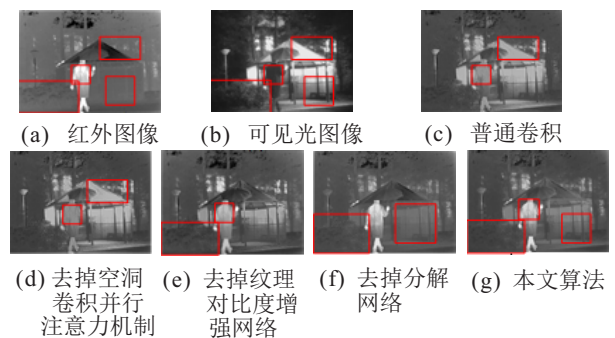 (a) 红外图像
(b) 可见光图像
(c) 普通卷积
(d) 去掉空洞
卷积并行
注意力机制
(e) 去掉纹理
对比度增
强网络
(f) 去掉分解
网络
(g) 本文算法